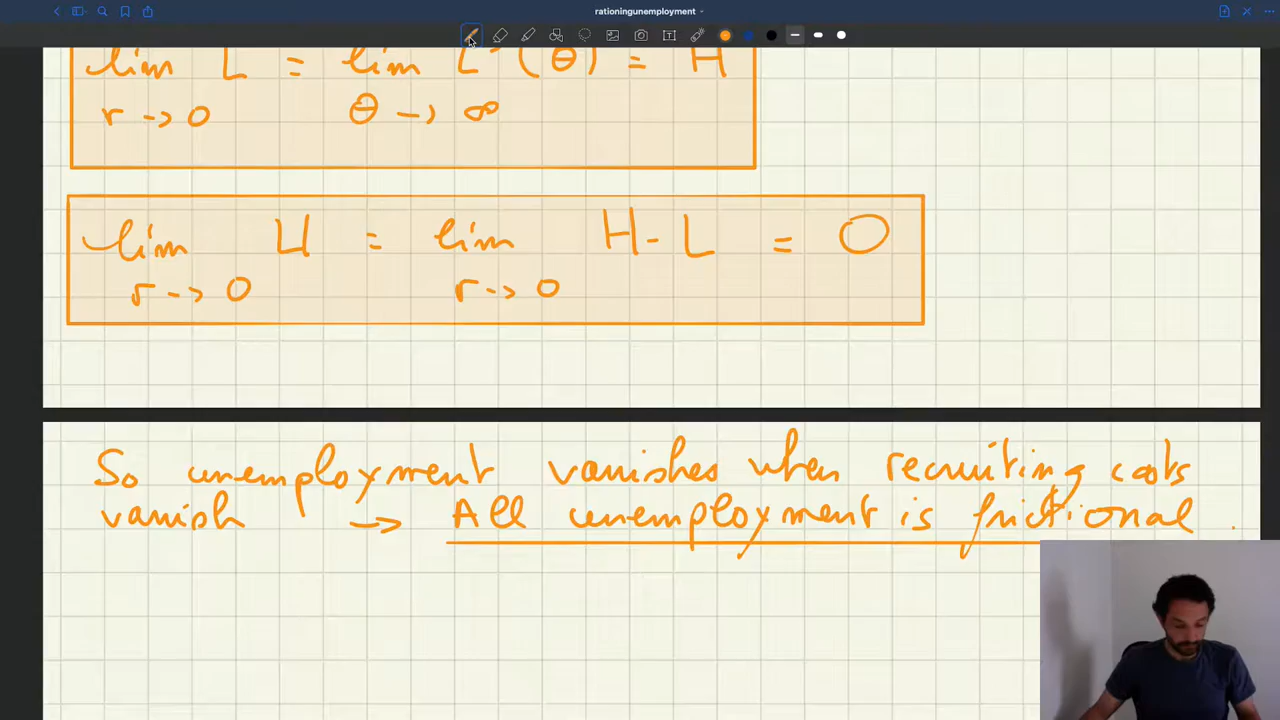 rationingunemployment
lim L = lim Lˢ(θ) = H
r → 0 θ → ∞
lim U = lim H - L = 0
r → 0 r → 0
So unemployment vanishes when recruiting costs
vanish → All unemployment is frictional.